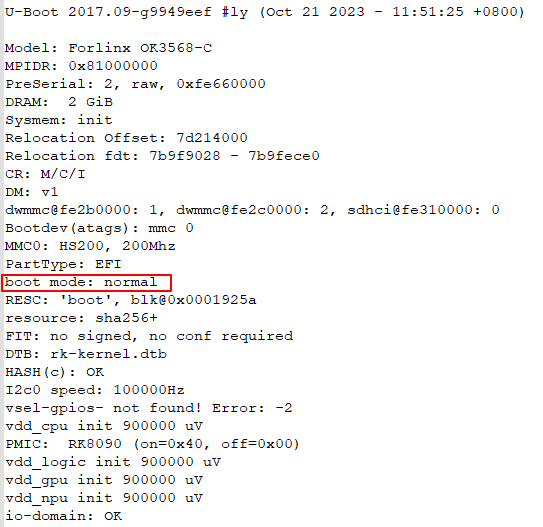 U-Boot 2017.09-g9949eef #ly (Oct 21 2023 - 11:51:25 +0800)
Model: Forlinx OK3568-C
MPIDR: 0x81000000
PreSerial: 2, raw, 0xfe660000
DRAM:  2 GiB
Sysmem: init
Relocation Offset: 7d214000
Relocation fdt: 7b9f9028 - 7b9fece0
CR: M/C/I
DM: v1
dwmmc@fe2b0000: 1, dwmmc@fe2c0000: 2, sdhci@fe310000: 0
Bootdev(atags): mmc 0
MMC0: HS200, 200Mhz
PartType: EFI
boot mode: normal
RESC: 'boot', blk@0x0001925a
resource: sha256+
FIT: no signed, no conf required
DTB: rk-kernel.dtb
HASH(c): OK
I2c0 speed: 100000Hz
vsel-gpios- not found! Error: -2
vdd_cpu init 900000 uV
PMIC:  RK8090 (on=0x40, off=0x00)
vdd_logic init 900000 uV
vdd_gpu init 900000 uV
vdd_npu init 900000 uV
io-domain: OK